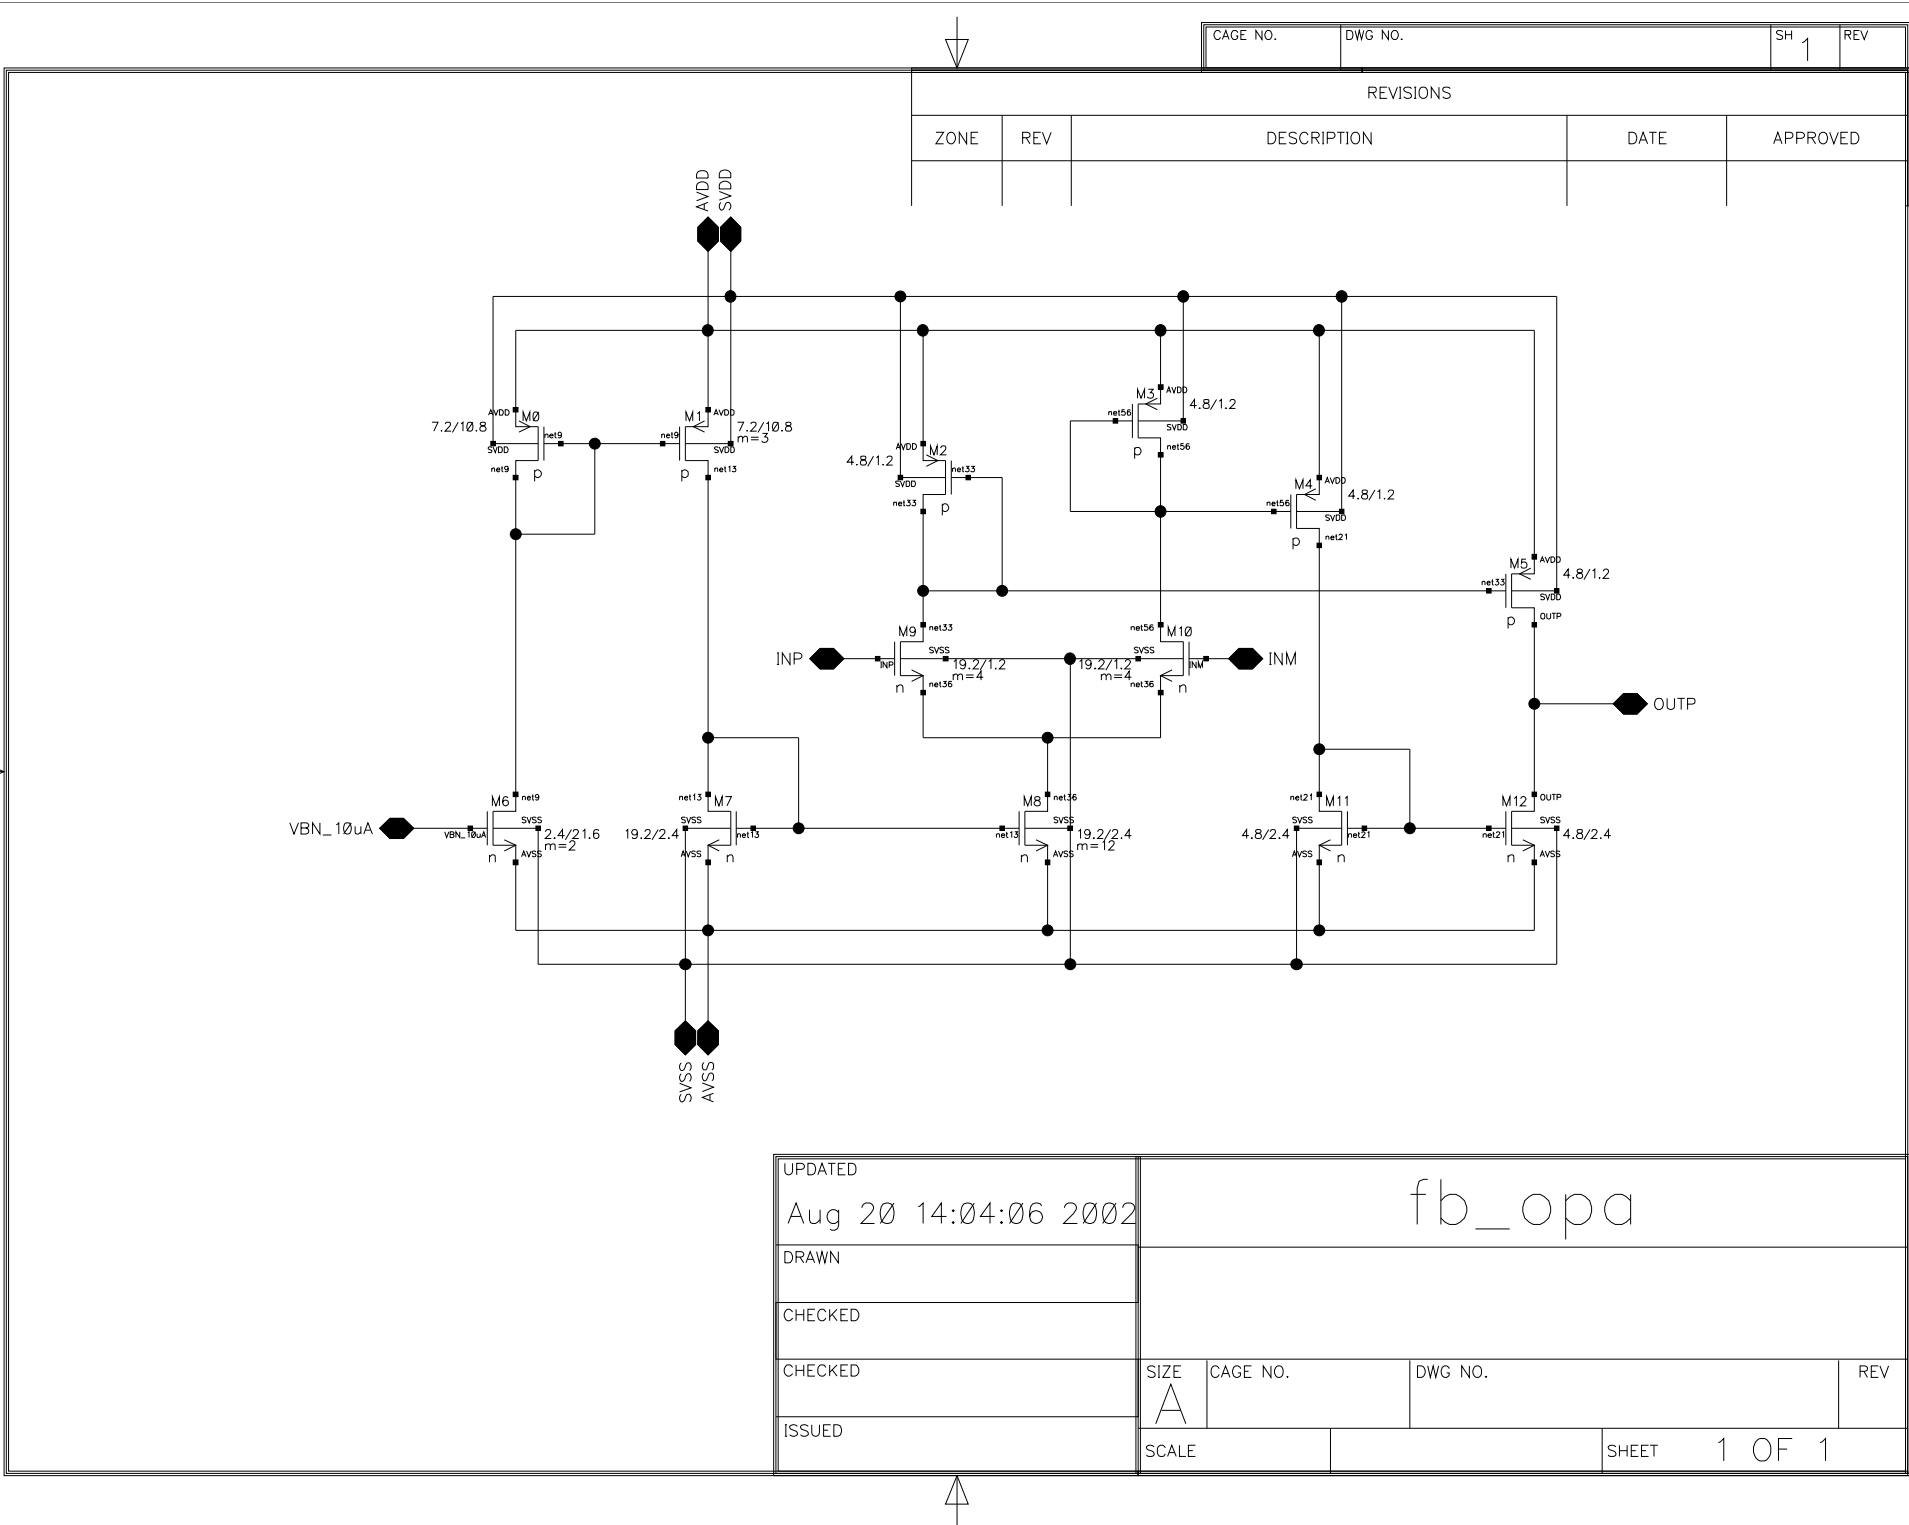 CAGE NO. DWG NO. SH 1 REV
REVISIONS
ZONE REV DESCRIPTION DATE APPROVED
AVDD SVDD
M3 AVDD
4.8/1.2
net56
SVDD
net56
p
AVDD M0
7.2/10.8
net9
SVDD
net9
p
M1 AVDD
7.2/10.8
m=3
net9
SVDD
net13
p
AVDD M2
4.8/1.2
net33
SVDD
net33
p
M4 AVDD
4.8/1.2
net56
SVDD
net21
p
M5 AVDD
4.8/1.2
net33
SVDD
OUTP
p
M9 net33
INP
INP
SVSS
19.2/1.2
m=4
net36
n
net56 M10
SVSS
19.2/1.2
m=4
INM
INM
net36
n
OUTP
M6 net9
VBN_10uA
VBN_10uA
SVSS
2.4/21.6
m=2
n
AVSS
net13 M7
SVSS
19.2/2.4
net13
AVSS
n
M8 net36
SVSS
net13
19.2/2.4
m=12
n
AVSS
net21 M11
SVSS
4.8/2.4
net21
AVSS
n
M12 OUTP
SVSS
net21
4.8/2.4
n
AVSS
SVSS AVSS
UPDATED
Aug 20 14:04:06 2002
fb_opa
DRAWN
CHECKED
CHECKED
SIZE CAGE NO. DWG NO. REV
A
ISSUED
SCALE SHEET 1 OF 1